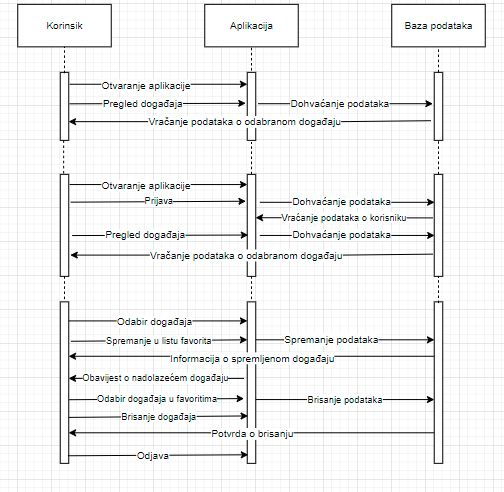 Korinsik
Aplikacija
Baza podataka
Otvaranje aplikacije
Pregled događaja
Dohvaćanje podataka
Vračanje podataka o odabranom događaju
Otvaranje aplikacije
Prijava
Dohvaćanje podataka
Vraćanje podataka o korisniku
Pregled događaja
Dohvaćanje podataka
Vračanje podataka o odabranom događaju
Odabir događaja
Spremanje u listu favorita
Spremanje podataka
Informacija o spremljenom događaju
Obavijest o nadolazećem događaju
Odabir događaja u favoritima
Brisanje podataka
Brisanje događaja
Potvrda o brisanju
Odjava